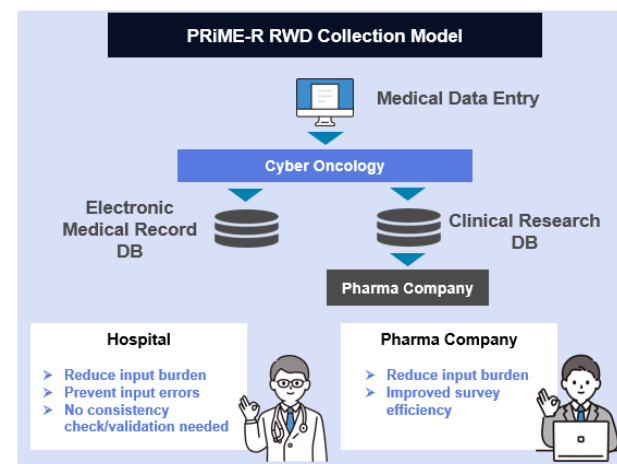 PRiME-R RWD Collection Model
Medical Data Entry
Cyber Oncology
Electronic
Medical Record
DB
Clinical Research
DB
Pharma Company
Hospital
➢ Reduce input burden
➢ Prevent input errors
➢ No consistency
check/validation needed
Pharma Company
➢ Reduce input burden
➢ Improved survey
efficiency